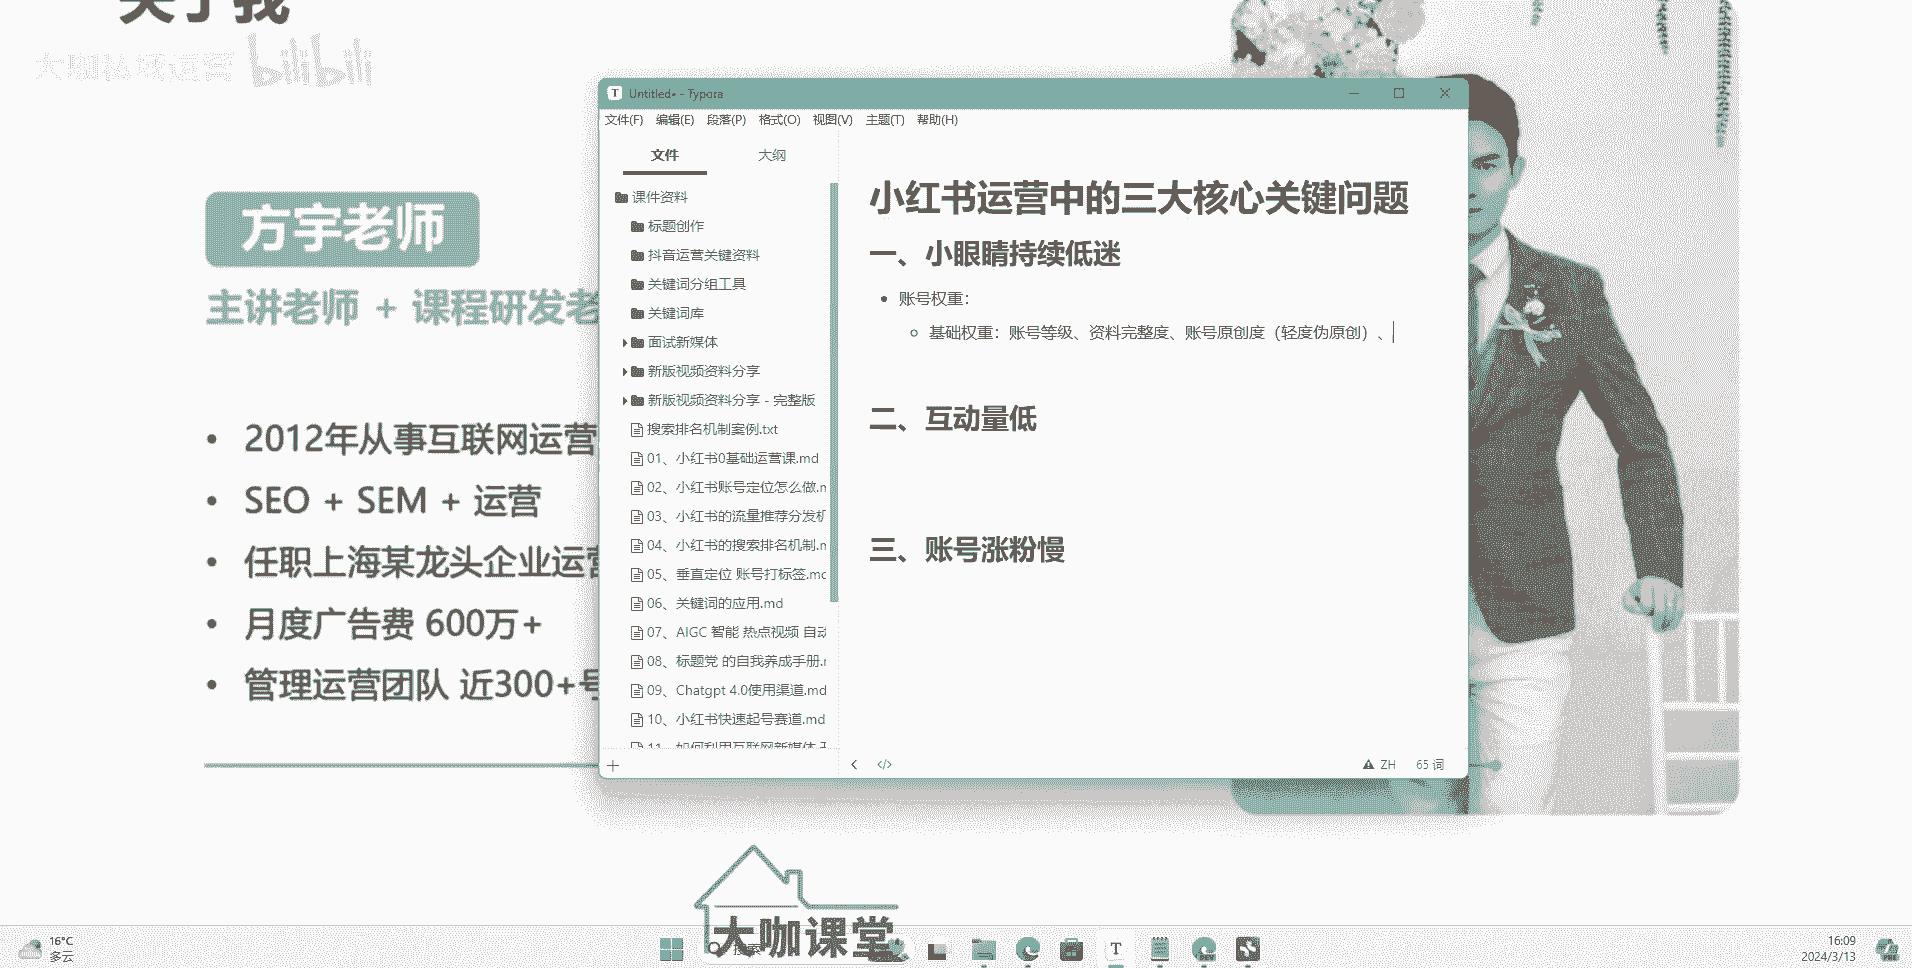 关于我
大咖私域运营 bilibili
方宇老师
主讲老师 + 课程研发老
2012年从事互联网运营
SEO + SEM + 运营
任职上海某龙头企业运营
月度广告费 600万+
管理运营团队 近300+号
Untitled• - Typora
文件(F) 编辑(E) 段落(P) 格式(O) 视图(V) 主题(T) 帮助(H)
文件 大纲
课件资料
标题创作
抖音运营关键资料
关键词分组工具
关键词库
面试新媒体
新版视频资料分享
新版视频资料分享 - 完整版
搜索排名机制案例.txt
01、小红书0基础运营课.md
02、小红书账号定位怎么做.m
03、小红书的流量推荐分发机
04、小红书的搜索排名机制.m
05、垂直定位 账号打标签.md
06、关键词的应用.md
07、AIGC 智能 热点视频 自动
08、标题党 的自我养成手册.m
09、Chatgpt 4.0使用渠道.md
10、小红书快速起号赛道.md
11、如何利用互联网新媒体
小红书运营中的三大核心关键问题
一、小眼睛持续低迷
账号权重：
基础权重：账号等级、资料完整度、账号原创度（轻度伪原创）、
二、互动量低
三、账号涨粉慢
ZH 65 词
大咖课堂
16°C
多云
16:09
2024/3/13